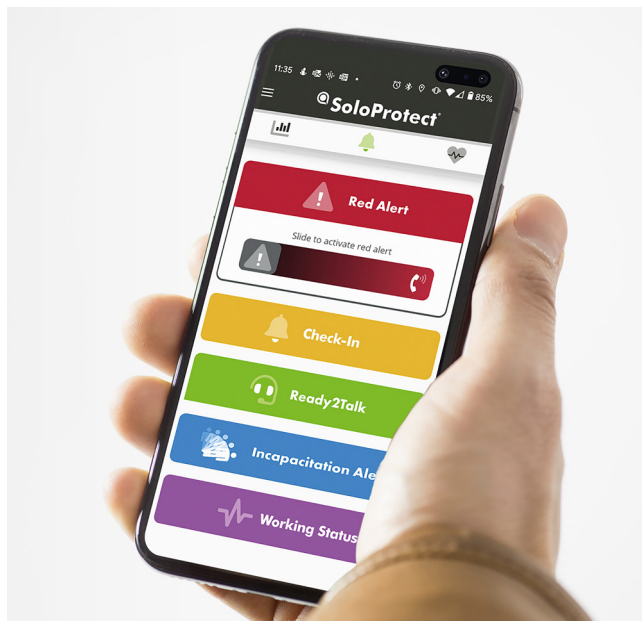 11:35
85%
SoloProtect
Red Alert
Slide to activate red alert
Check-In
Ready2Talk
Incapacitation Ale
Working Status